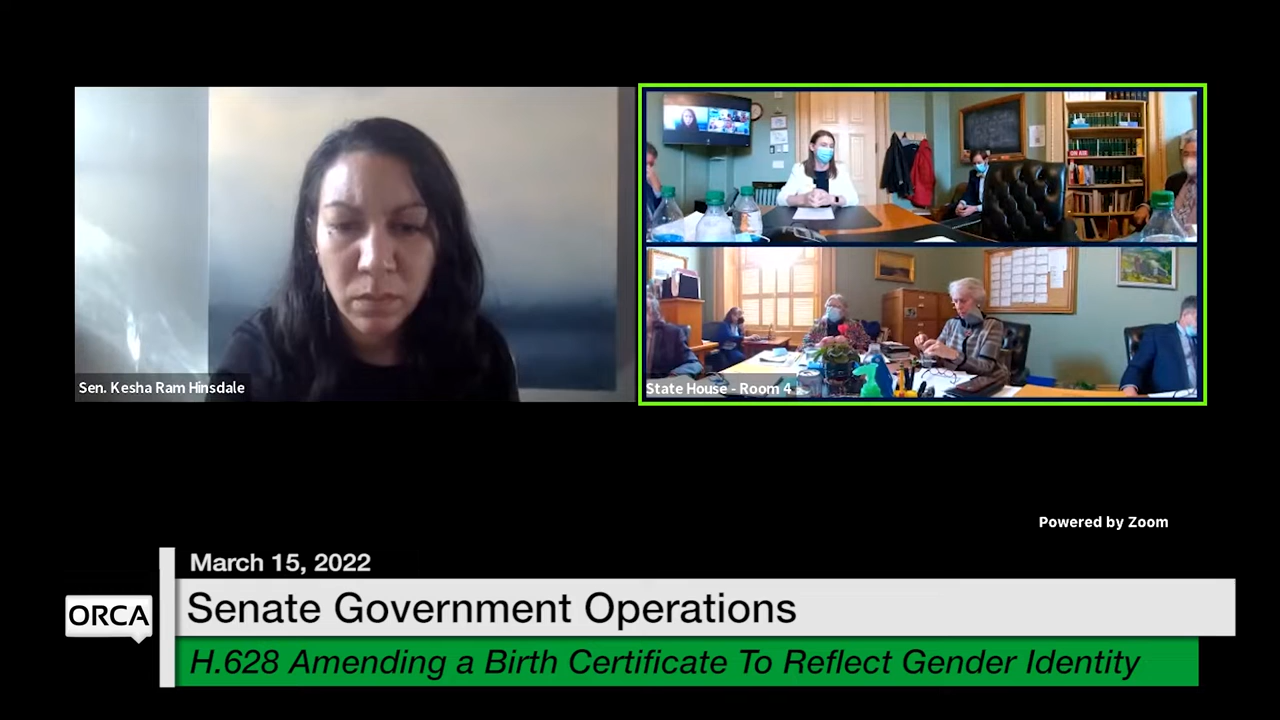 Sen. Kesha Ram Hinsdale
State House - Room 4
Powered by Zoom
March 15, 2022
ORCA
Senate Government Operations
H.628 Amending a Birth Certificate To Reflect Gender Identity